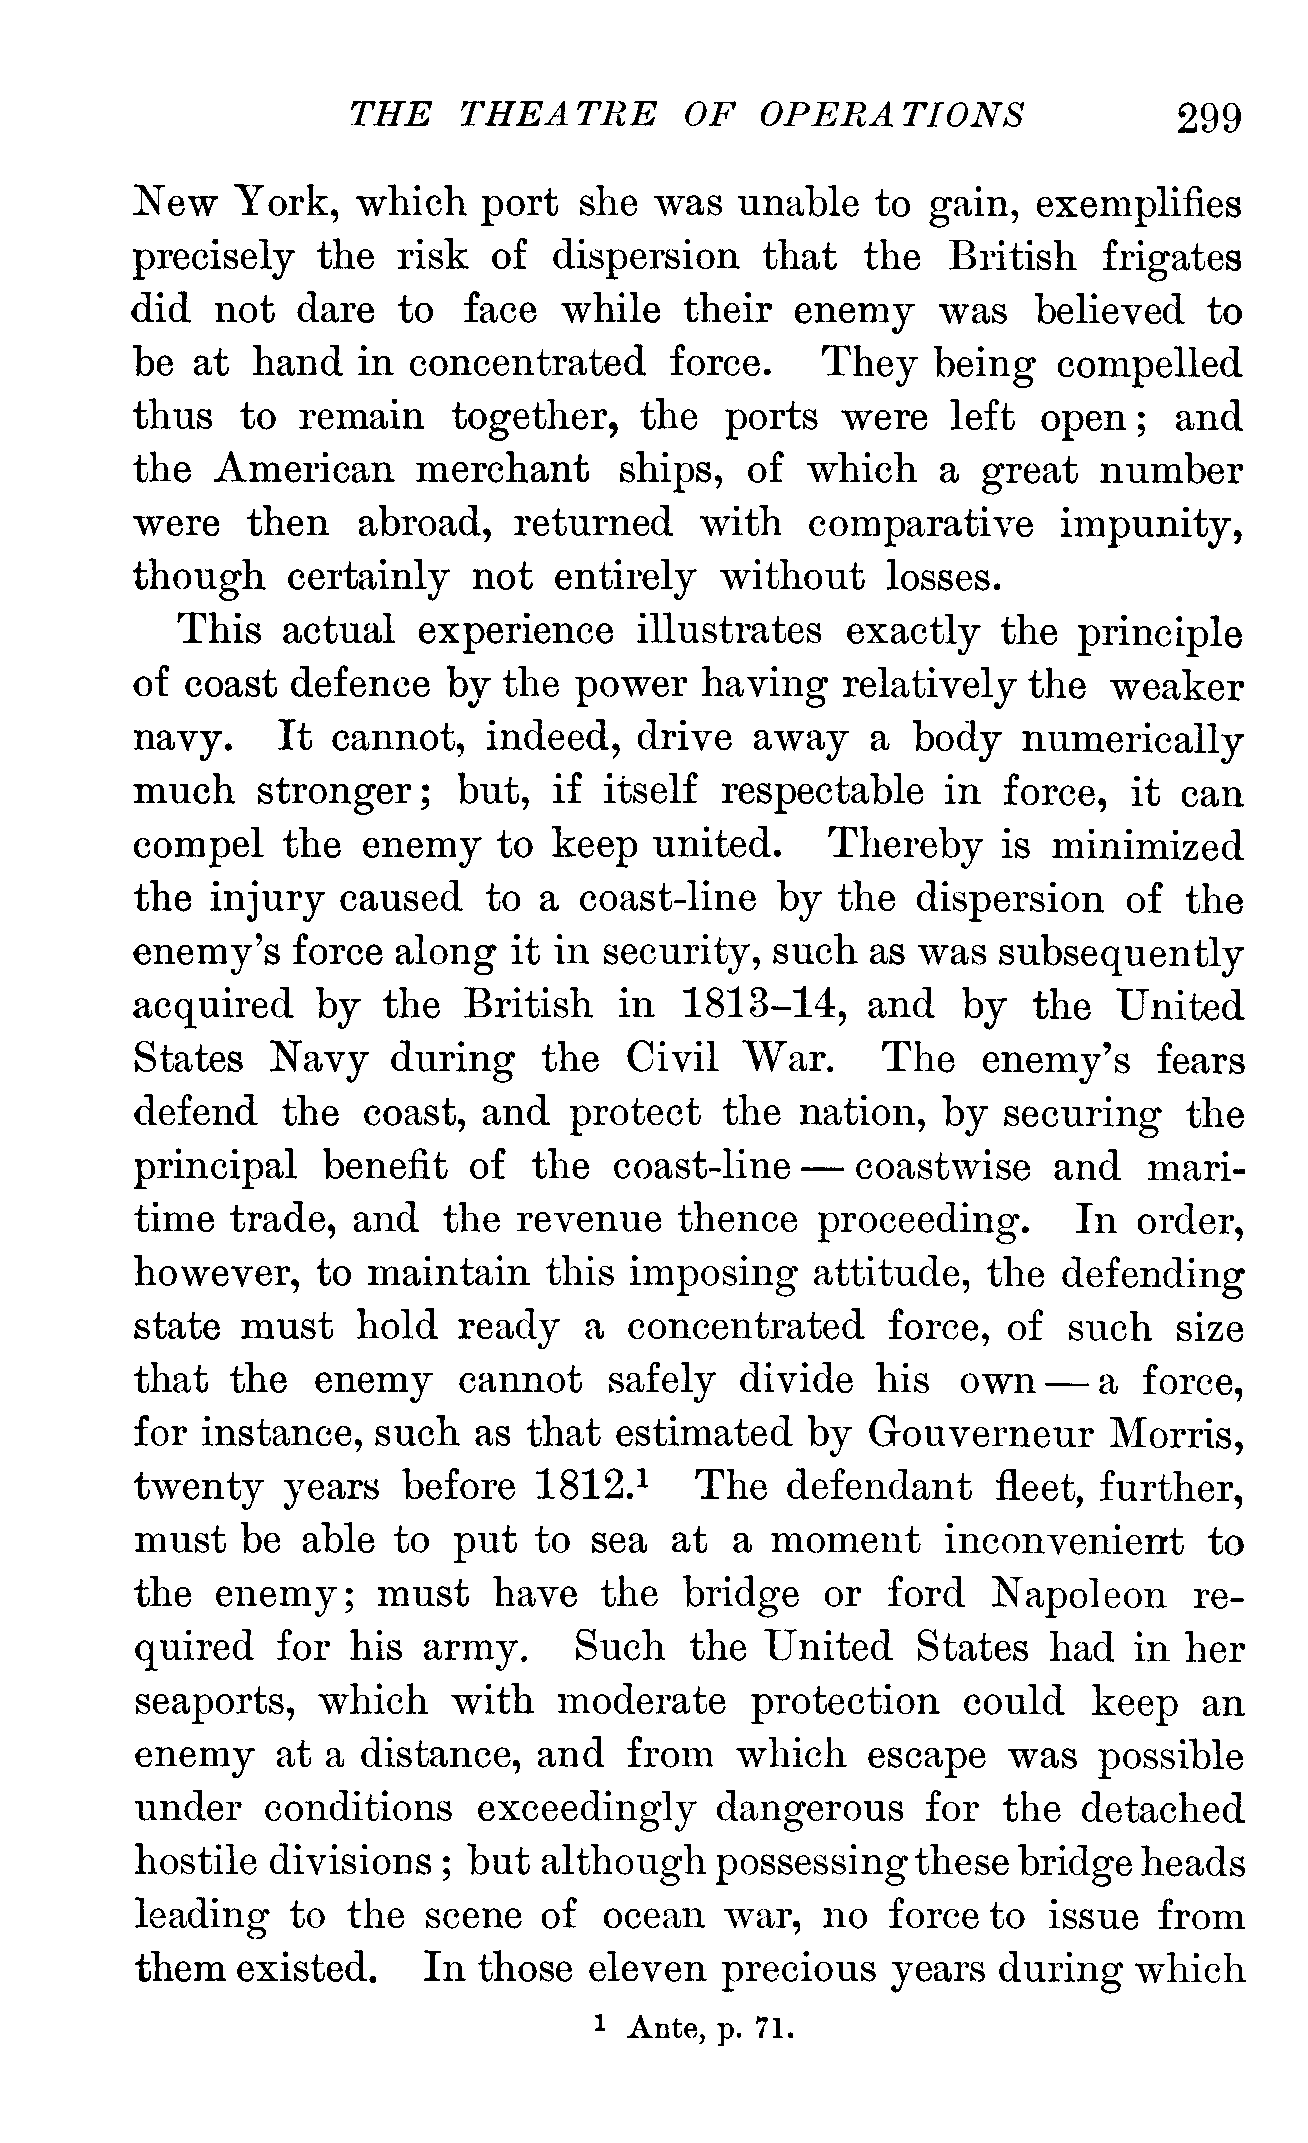 THE THEATRE OF OPERATIONS 299
New York, which port she was unable to gain, exemplifies
precisely the risk of dispersion that the British frigates
did not dare to face while their enemy was believed to
be at hand in concentrated force. They being compelled
thus to remain together, the ports were left open; and
the American merchant ships, of which a great number
were then abroad, returned with comparative impunity,
though certainly not entirely without losses.
This actual experience illustrates exactly the principle
of coast defence by the power having relatively the weaker
navy. It cannot, indeed, drive away a body numerically
much stronger; but, if itself respectable in force, it can
compel the enemy to keep united. Thereby is minimized
the injury caused to a coast-line by the dispersion of the
enemy's force along it in security, such as was subsequently
acquired by the British in 1813–14, and by the United
States Navy during the Civil War. The enemy's fears
defend the coast, and protect the nation, by securing the
principal benefit of the coast-line — coastwise and mari-
time trade, and the revenue thence proceeding. In order,
however, to maintain this imposing attitude, the defending
state must hold ready a concentrated force, of such size
that the enemy cannot safely divide his own — a force,
for instance, such as that estimated by Gouverneur Morris,
twenty years before 1812.¹ The defendant fleet, further,
must be able to put to sea at a moment inconvenient to
the enemy; must have the bridge or ford Napoleon re-
quired for his army. Such the United States had in her
seaports, which with moderate protection could keep an
enemy at a distance, and from which escape was possible
under conditions exceedingly dangerous for the detached
hostile divisions; but although possessing these bridge heads
leading to the scene of ocean war, no force to issue from
them existed. In those eleven precious years during which
¹ Ante, p. 71.